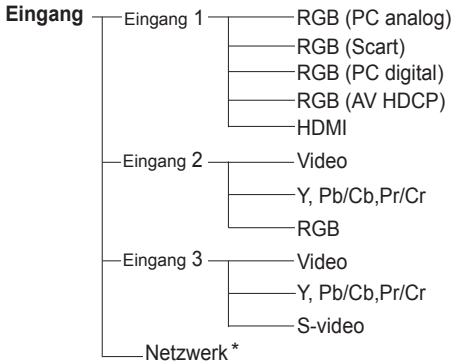 Eingang Eingang 1 RGB (PC analog)
RGB (Scart)
RGB (PC digital)
RGB (AV HDCP)
HDMI
Eingang 2 Video
Y, Pb/Cb,Pr/Cr
RGB
Eingang 3 Video
Y, Pb/Cb,Pr/Cr
S-video
Netzwerk *